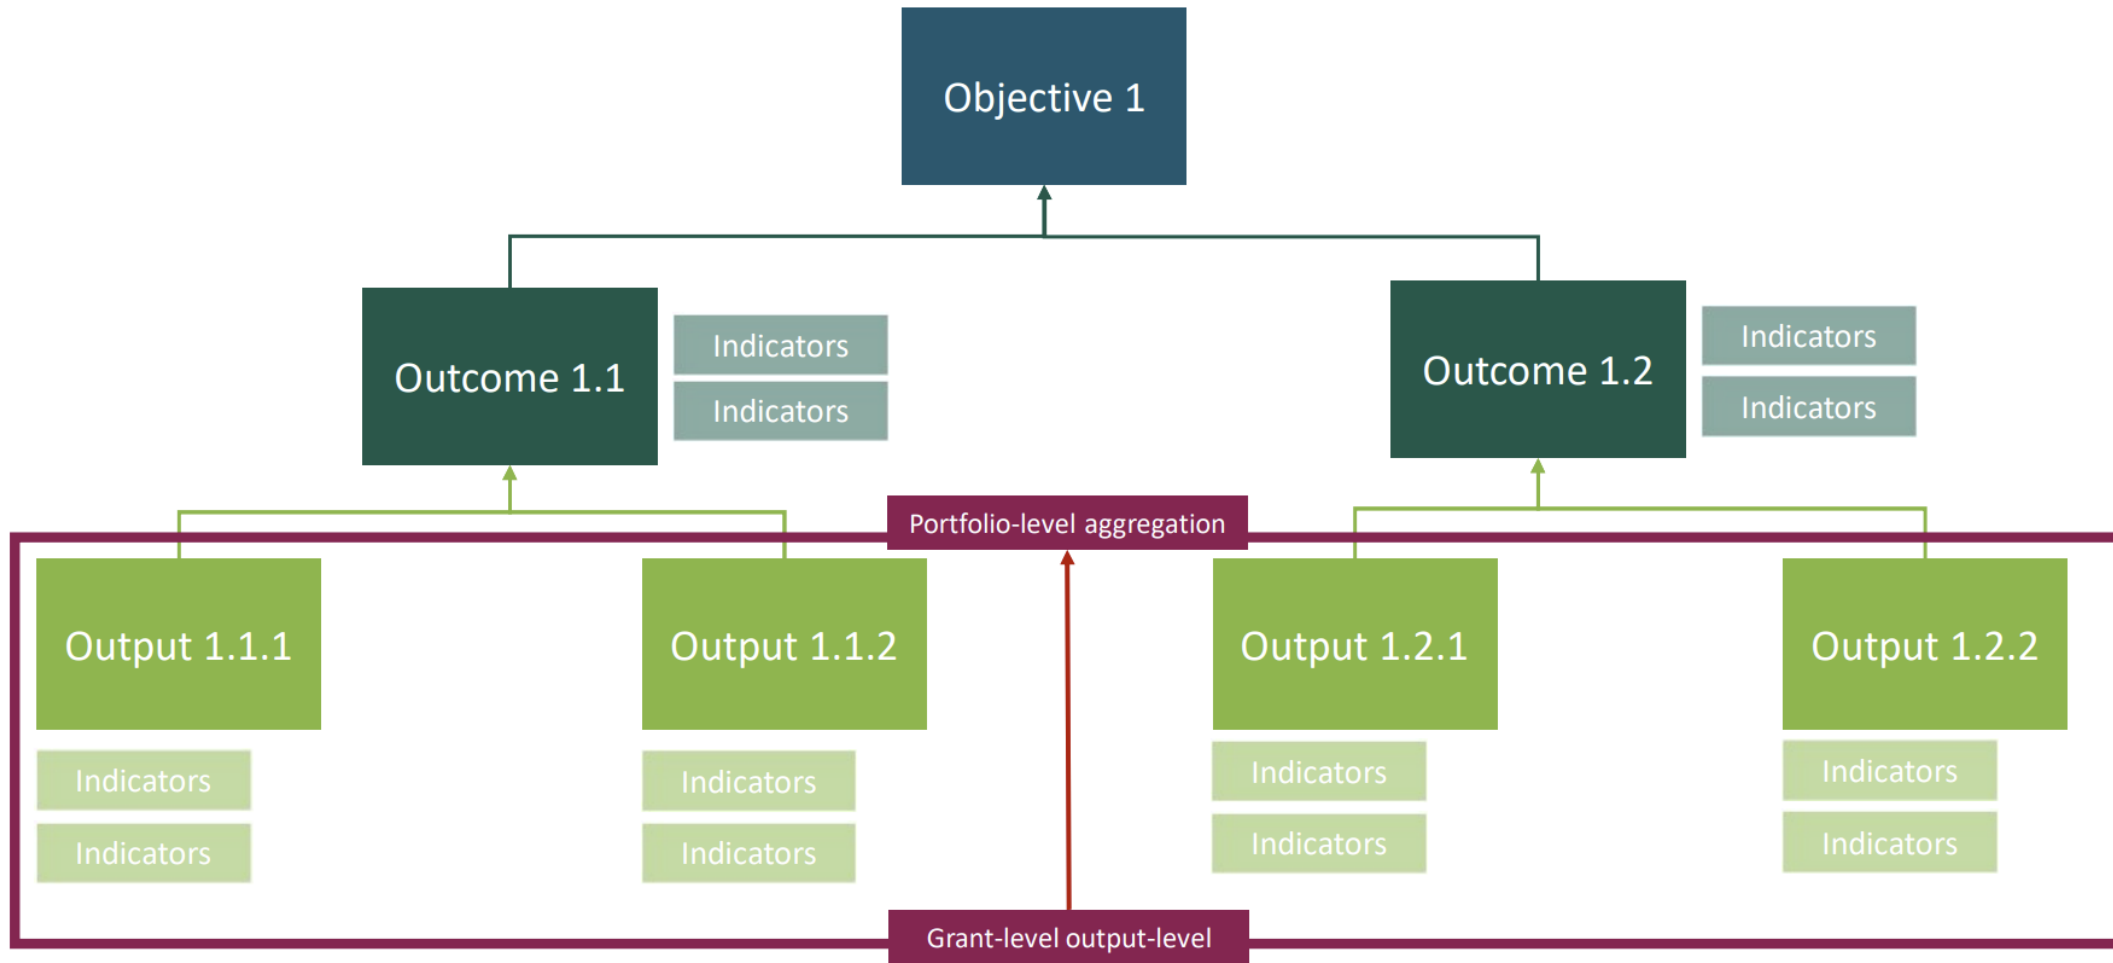 Objective 1
Outcome 1.1
Indicators
Indicators
Outcome 1.2
Indicators
Indicators
Portfolio-level aggregation
Output 1.1.1
Indicators
Indicators
Output 1.1.2
Indicators
Indicators
Output 1.2.1
Indicators
Indicators
Output 1.2.2
Indicators
Indicators
Grant-level output-level